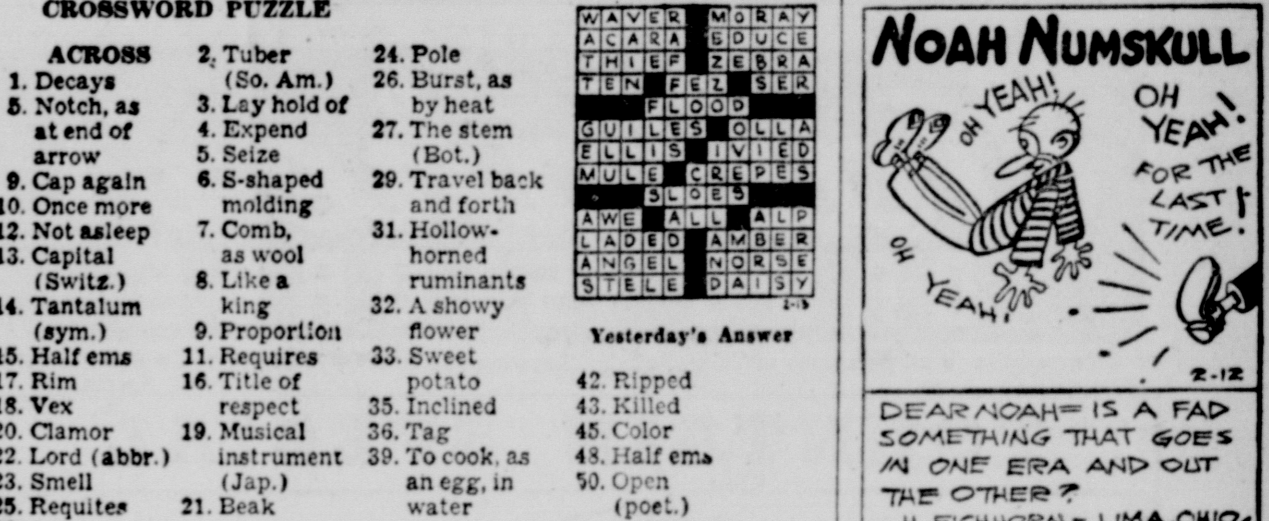 CROSSWORD PUZZLE
ACROSS
1. Decays
5. Notch, as
at end of
arrow
9. Cap again
10. Once more
12. Not asleep
13. Capital
(Switz.)
14. Tantalum
(sym.)
15. Half ems
17. Rim
18. Vex
20. Clamor
22. Lord (abbr.)
23. Smell
25. Requites
2. Tuber
(So. Am.)
3. Lay hold of
4. Expend
5. Seize
6. S-shaped
molding
7. Comb,
as wool
8. Like a
king
9. Proportion
11. Requires
16. Title of
respect
19. Musical
instrument
(Jap.)
21. Beak
24. Pole
26. Burst, as
by heat
27. The stem
(Bot.)
29. Travel back
and forth
31. Hollow-
horned
ruminants
32. A showy
flower
33. Sweet
potato
35. Inclined
36. Tag
39. To cook, as
an egg, in
water
WAVER MORAY
ACARA EDUCE
THIEF ZEBRA
TEN FEZ SER
FLOOD
GUILES OLLA
ELLIS IVIED
MULE CREPES
SLOES
AWE ALL ALP
LADED AMBER
ANGEL NORSE
STELE DAISY
2-13
Yesterday's Answer
42. Ripped
43. Killed
45. Color
48. Half ems
50. Open
(poet.)
NOAH NUMSKULL
OH YEAH!
OH
YEAH!
FOR THE
LAST
TIME!
OH
YEAH!
2-12
DEAR NOAH= IS A FAD
SOMETHING THAT GOES
IN ONE ERA AND OUT
THE OTHER?